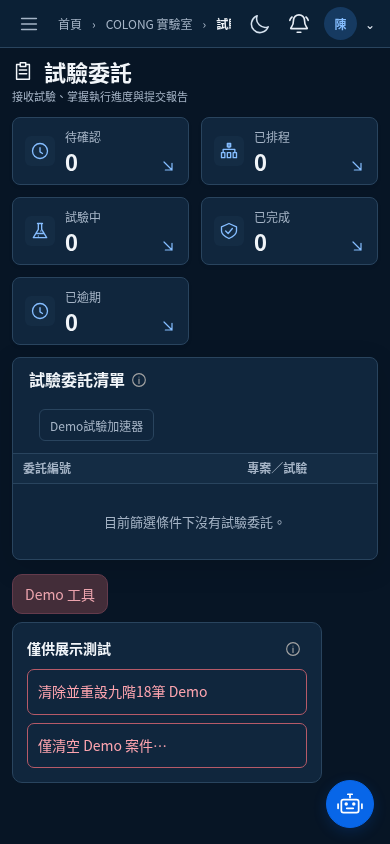 首頁 › COLONG 實驗室 › 試
陳
試驗委託
接收試驗、掌握執行進度與提交報告
待確認
0
已排程
0
試驗中
0
已完成
0
已逾期
0
試驗委託清單
Demo試驗加速器
委託編號 專案／試驗
目前篩選條件下沒有試驗委託。
Demo 工具
僅供展示測試
清除並重設九階18筆 Demo
僅清空 Demo 案件…